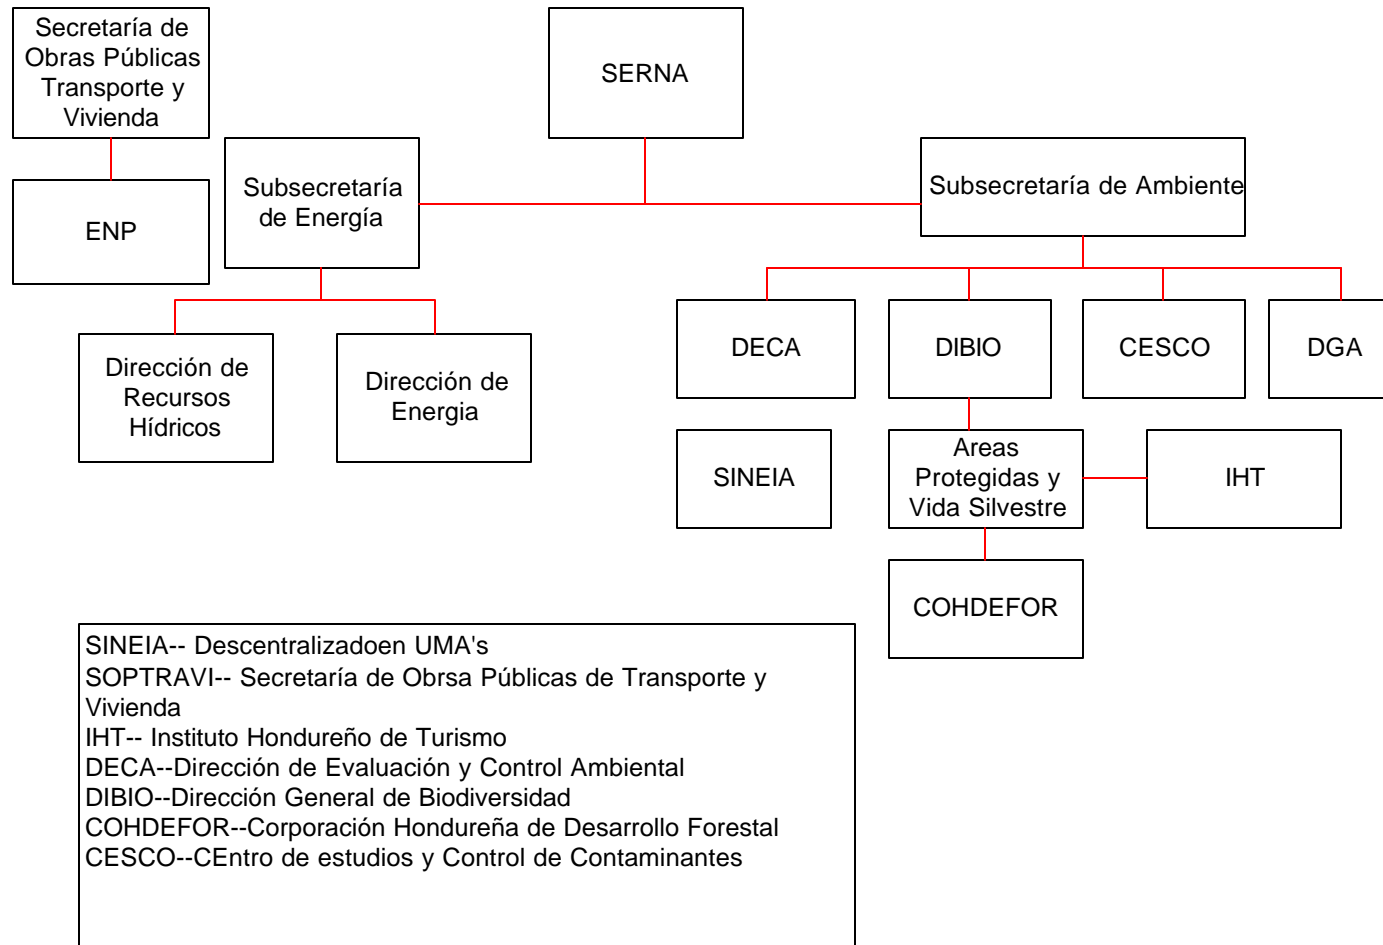 Secretaría de
Obras Públicas
Transporte y
Vivienda
SERNA
ENP
Subsecretaría
de Energía
Subsecretaría de Ambiente
Dirección de
Recursos
Hídricos
Dirección de
Energia
DECA
DIBIO
CESCO
DGA
SINEIA
Areas
Protegidas y
Vida Silvestre
IHT
COHDEFOR
SINEIA-- Descentralizadoen UMA's
SOPTRAVI-- Secretaría de Obrsa Públicas de Transporte y
Vivienda
IHT-- Instituto Hondureño de Turismo
DECA--Dirección de Evaluación y Control Ambiental
DIBIO--Dirección General de Biodiversidad
COHDEFOR--Corporación Hondureña de Desarrollo Forestal
CESCO--CEntro de estudios y Control de Contaminantes